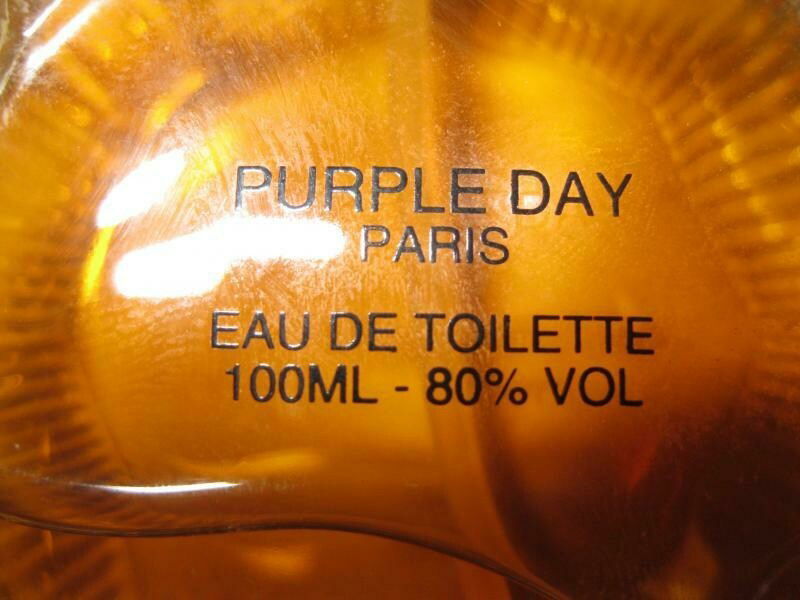 PURPLE DAY
PARIS
EAU DE TOILETTE
100ML - 80% VOL